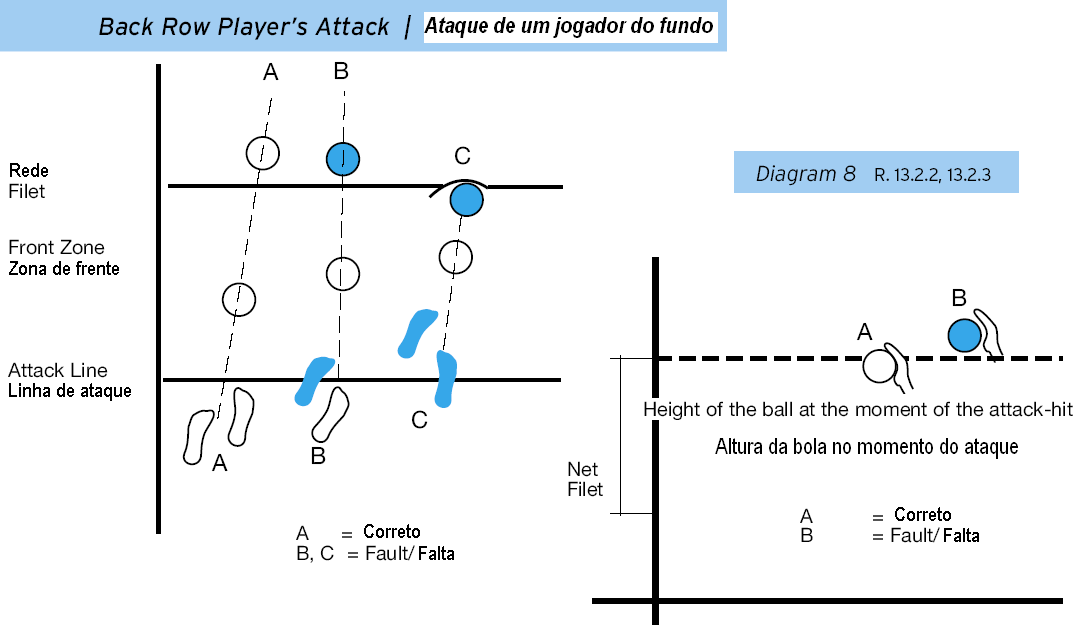 Back Row Player's Attack | Ataque de um jogador do fundo
A
B
C
Rede
Filet
Front Zone
Zona de frente
Attack Line
Linha de ataque
A
B
C
A = Correto
B, C = Fault/ Falta
Diagram 8 R. 13.2.2, 13.2.3
B
A
Height of the ball at the moment of the attack-hit
Altura da bola no momento do ataque
Net
Filet
A = Correto
B = Fault/ Falta